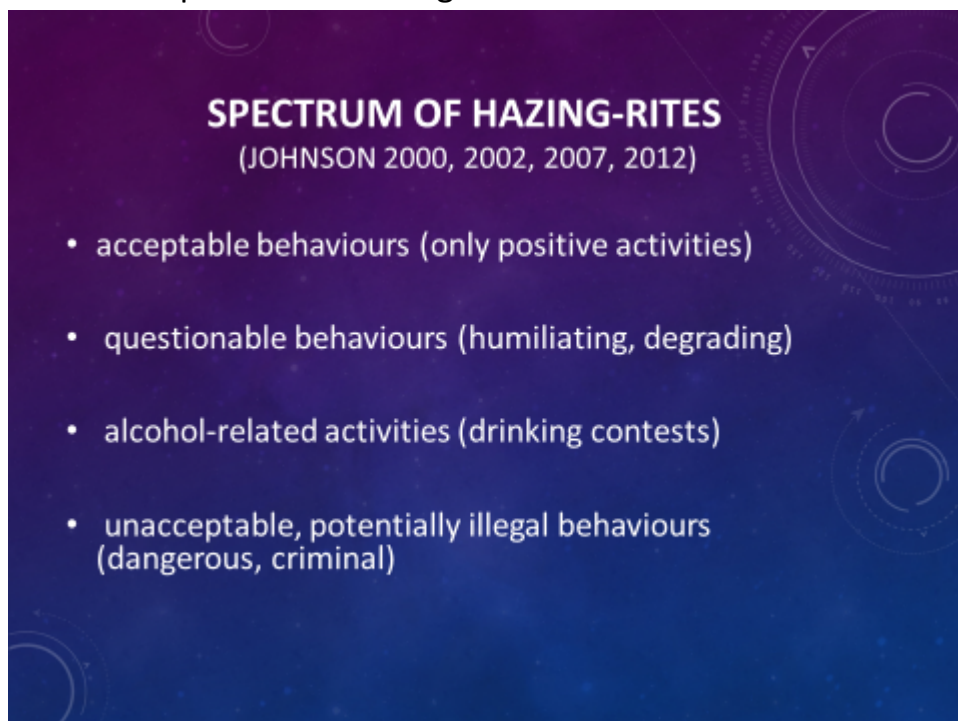 SPECTRUM OF HAZING-RITES
(JOHNSON 2000, 2002, 2007, 2012)
• acceptable behaviours (only positive activities)
• questionable behaviours (humiliating, degrading)
• alcohol-related activities (drinking contests)
• unacceptable, potentially illegal behaviours
(dangerous, criminal)